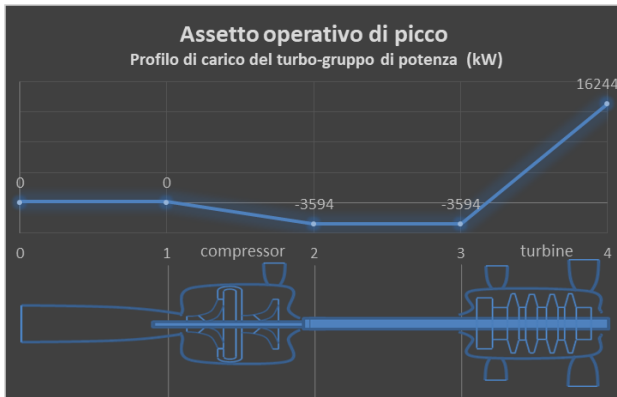 Assetto operativo di picco
Profilo di carico del turbo-gruppo di potenza (kW)
16244
0 0 -3594 -3594
0 1 compressor 2 3 turbine 4